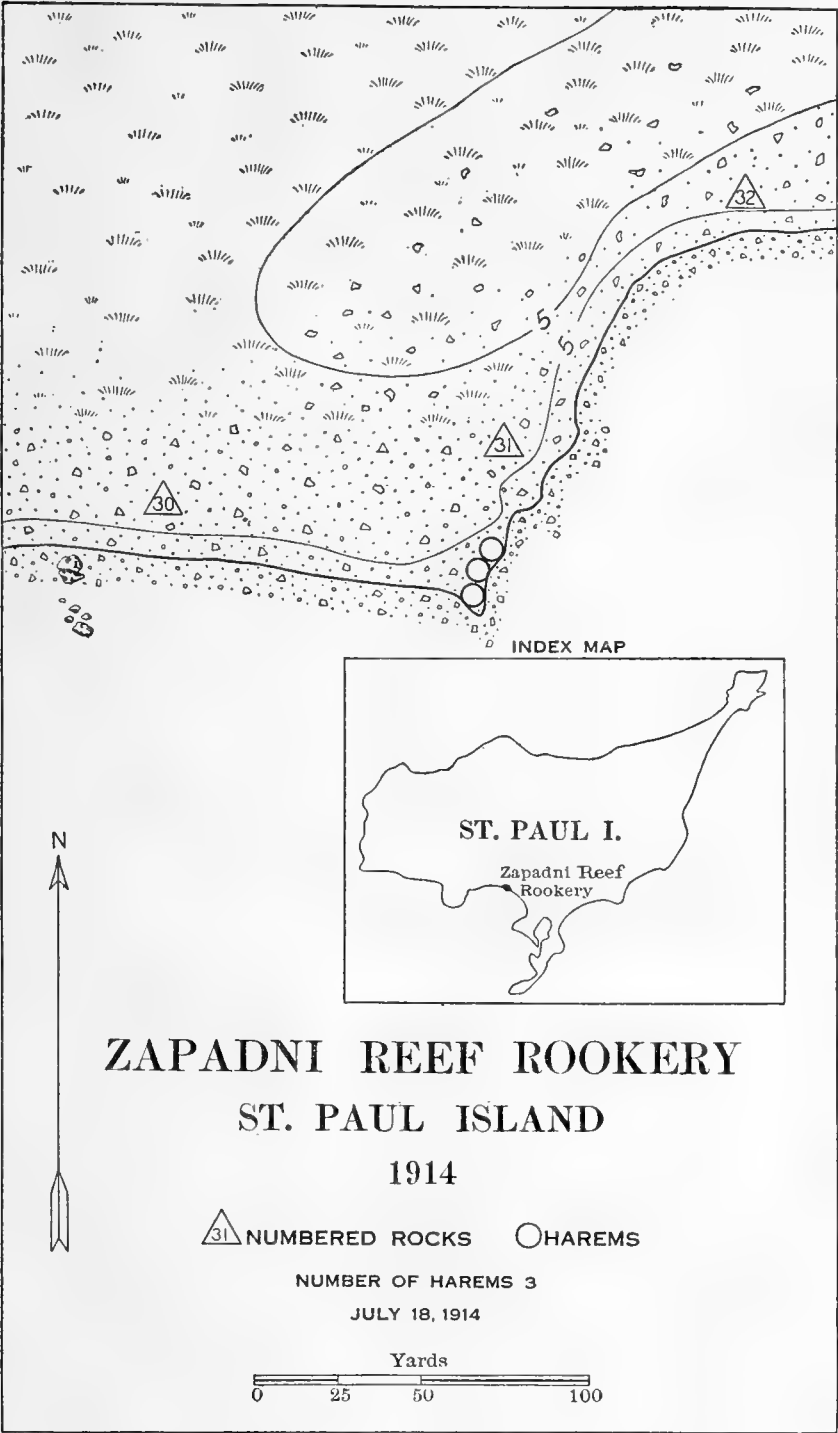 32
5
5
31
30
INDEX MAP
ST. PAUL I.
Zapadni Reef
Rookery
N
ZAPADNI REEF ROOKERY
ST. PAUL ISLAND
1914
31 NUMBERED ROCKS HAREMS
NUMBER OF HAREMS 3
JULY 18, 1914
Yards
0 25 50 100